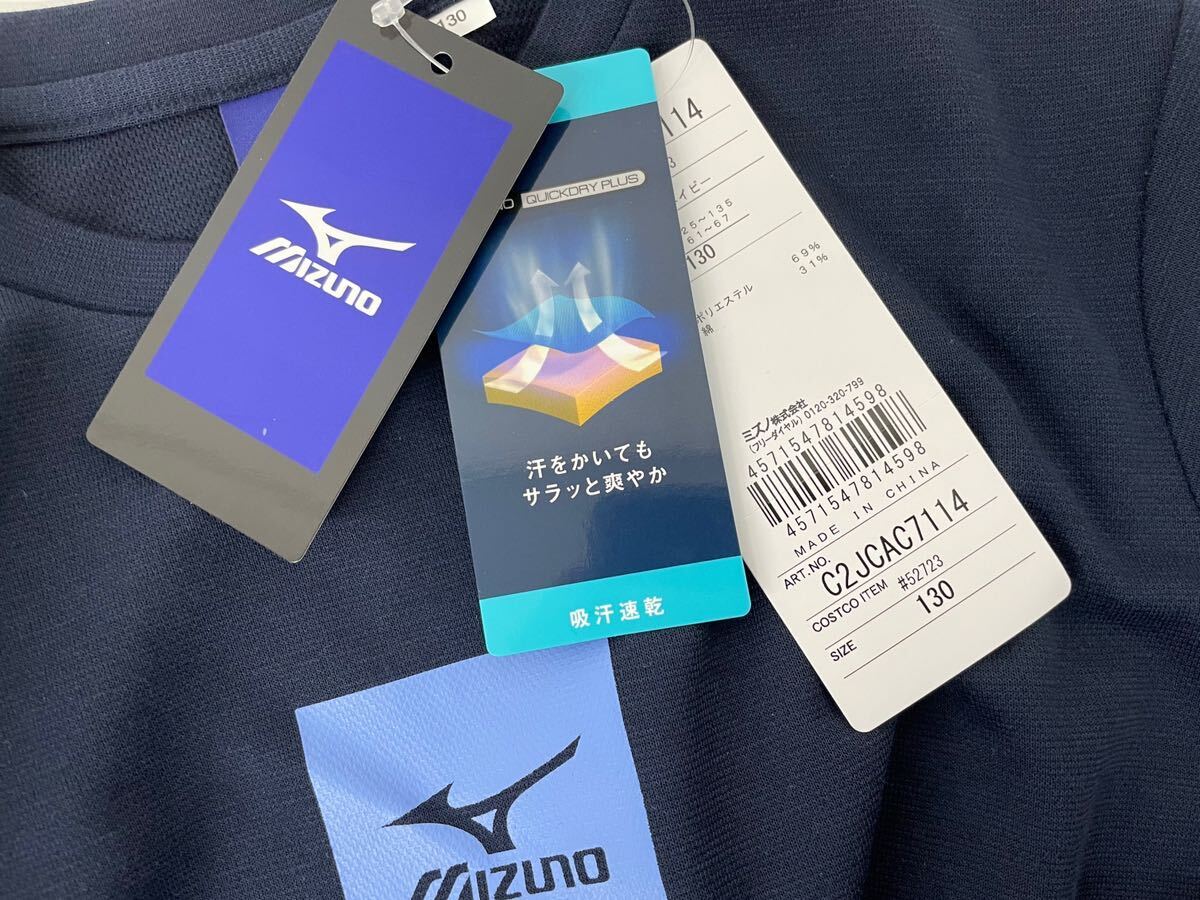 130
MIZUNO
QUICKDRY PLUS
汗をかいても
サラッと爽やか
吸汗速乾
114
イビー
25~135
61~67
130
ポリエステル 69%
綿 31%
ミズノ株式会社
(フリーダイヤル) 0120-320-799
4571547814598
4571547814598
MADE IN CHINA
ART.NO. C2JCAC7114
COSTCO ITEM #52723
SIZE 130
MIZUNO